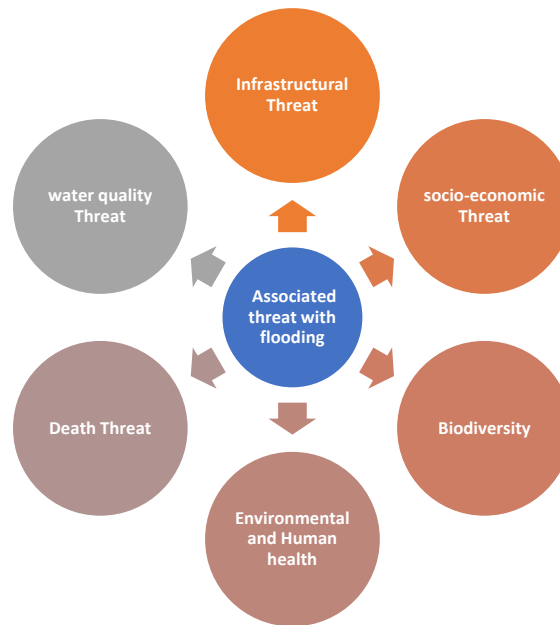 Infrastructural
Threat
socio-economic
Threat
Biodiversity
Environmental
and Human
health
Death Threat
water quality
Threat
Associated
threat with
flooding